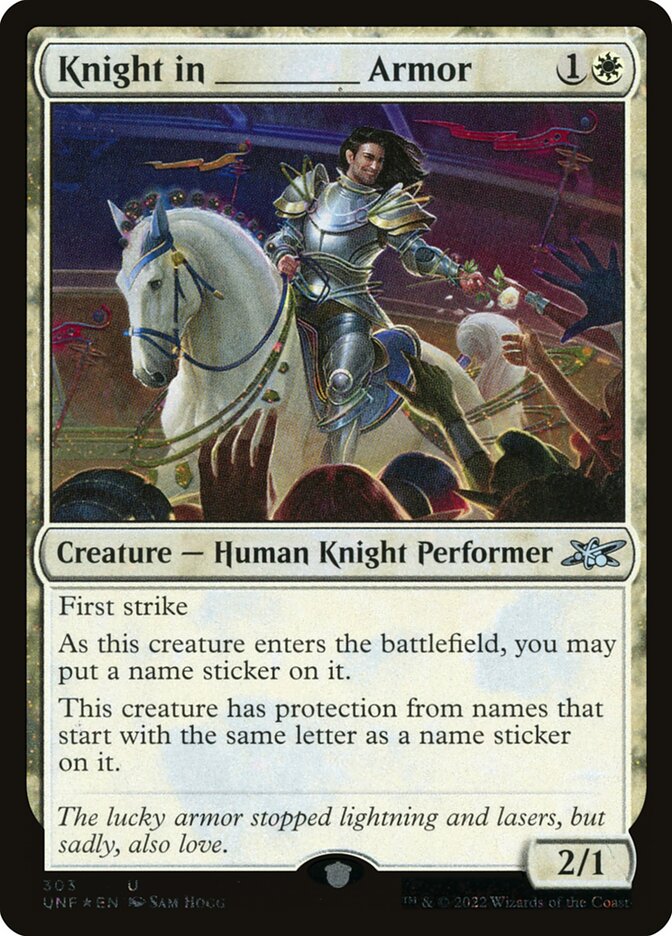 Knight in ________ Armor 1
Creature — Human Knight Performer
First strike
As this creature enters the battlefield, you may
put a name sticker on it.
This creature has protection from names that
start with the same letter as a name sticker
on it.
The lucky armor stopped lightning and lasers, but
sadly, also love.
2/1
303 U
UNF★EN Sam Hogg
™ & © 2022 Wizards of the Coast